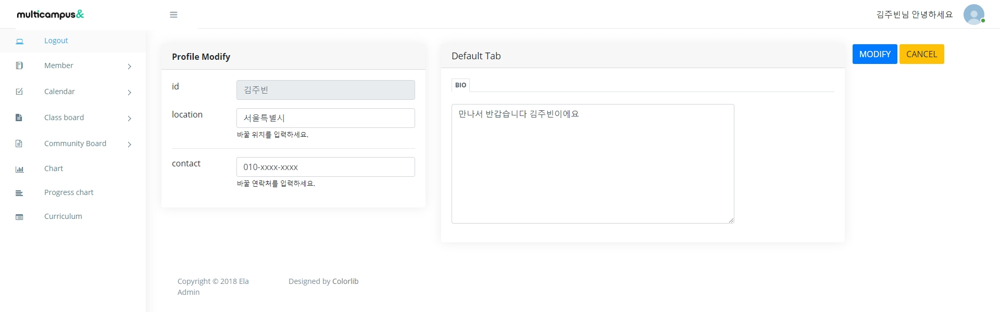 multicampus&
김주빈님 안녕하세요
Logout
Member
Calendar
Class board
Community Board
Chart
Progress chart
Curriculum
Profile Modify
id
김주빈
location
서울특별시
바꿀 위치를 입력하세요.
contact
010-xxxx-xxxx
바꿀 연락처를 입력하세요.
Default Tab
BIO
만나서 반갑습니다 김주빈이에요
MODIFY
CANCEL
Copyright © 2018 Ela
Admin
Designed by Colorlib